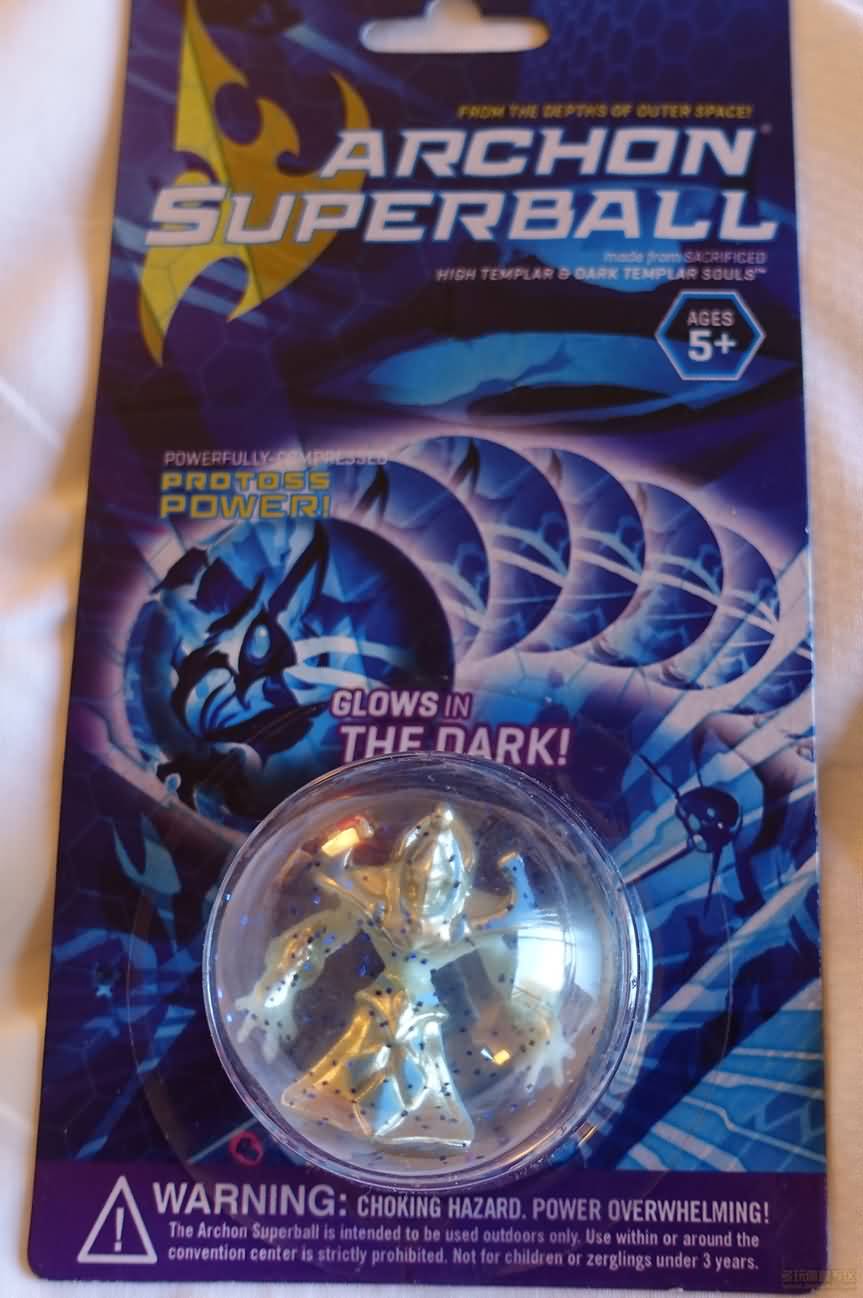 FROM THE DEPTHS OF OUTER SPACE!
ARCHON®
SUPERBALL
made from SACRIFICED
HIGH TEMPLAR & DARK TEMPLAR SOULS™
AGES
5+
POWERFULLY-COMPRESSED
PROTOSS
POWER!
GLOWS IN
THE DARK!
WARNING: CHOKING HAZARD. POWER OVERWHELMING!
The Archon Superball is intended to be used outdoors only. Use within or around the
convention center is strictly prohibited. Not for children or zerglings under 3 years.